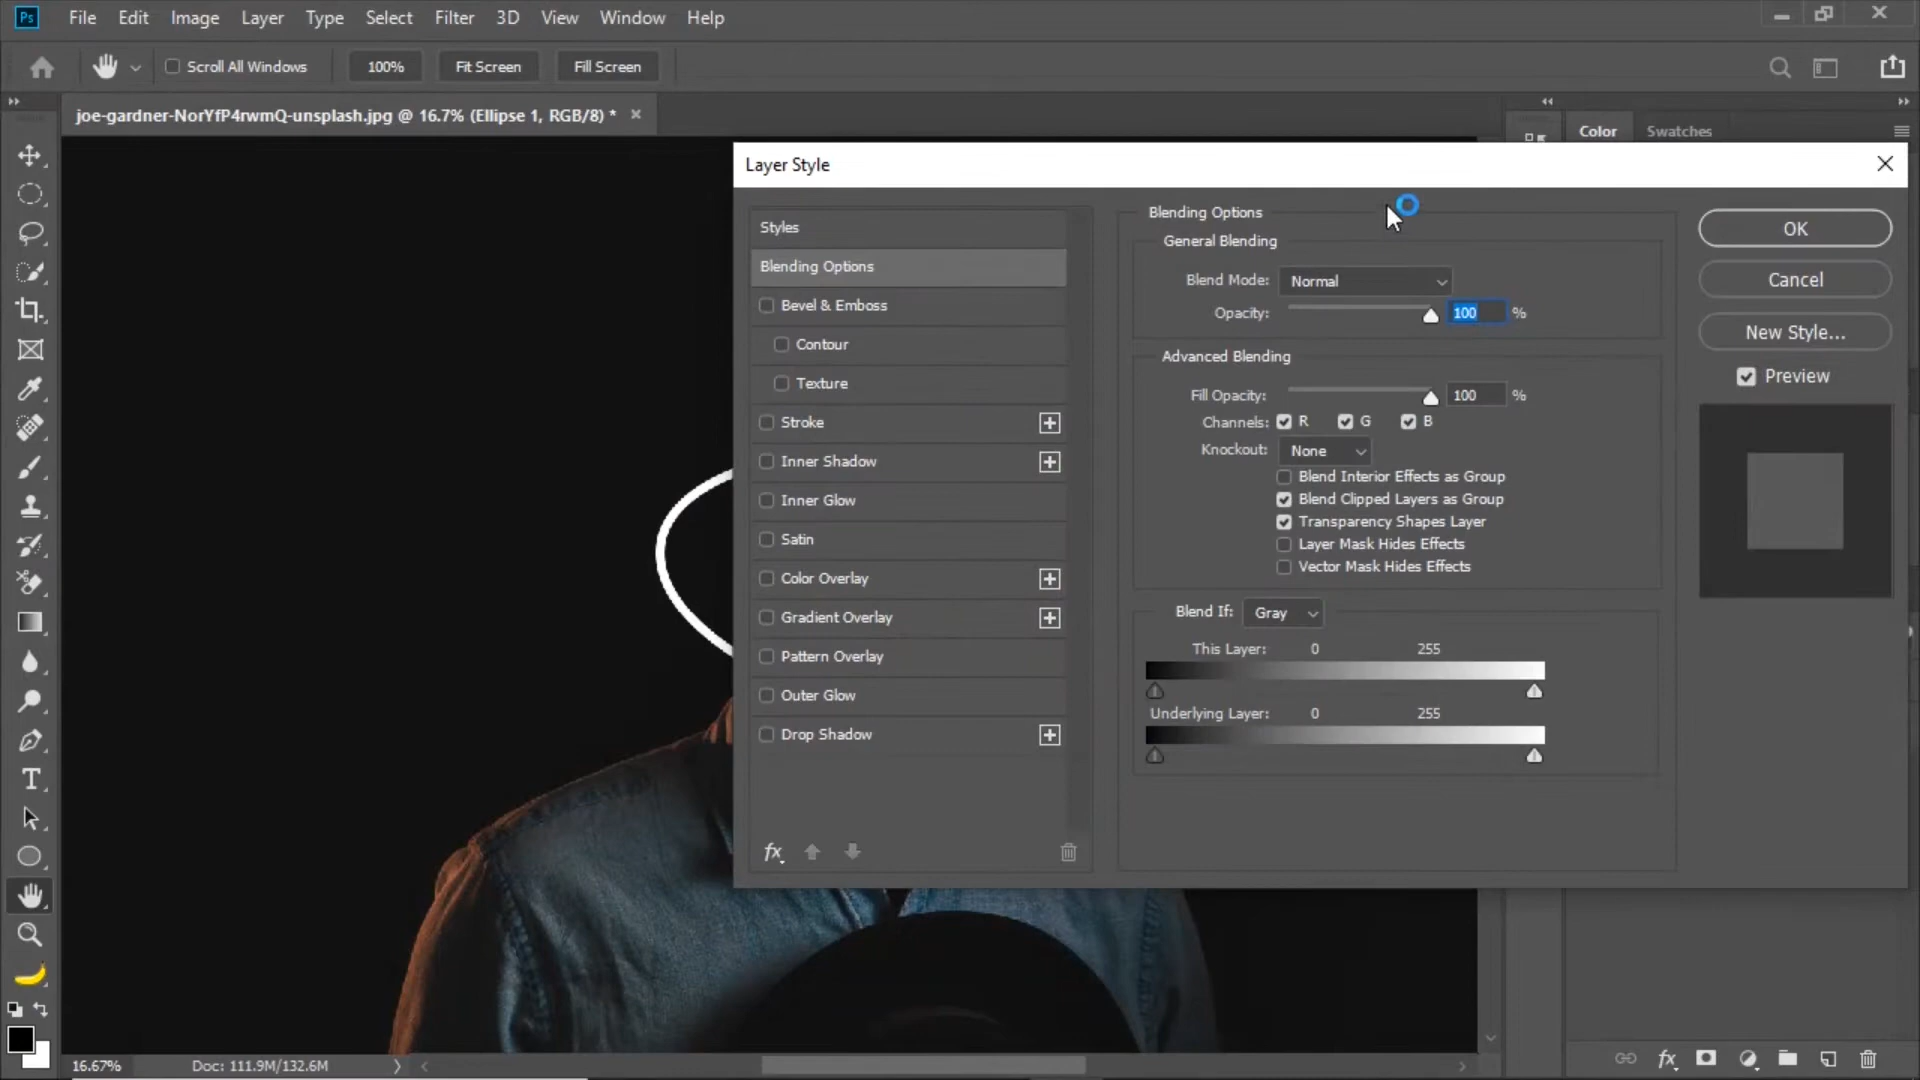 Ps File Edit Image Layer Type Select Filter 3D View Window Help
Scroll All Windows 100% Fit Screen Fill Screen
joe-gardner-NorYfP4rwmQ-unsplash.jpg @ 16.7% (Ellipse 1, RGB/8) *
Color Swatches
Layer Style
Styles
Blending Options
Bevel & Emboss
Contour
Texture
Stroke
Inner Shadow
Inner Glow
Satin
Color Overlay
Gradient Overlay
Pattern Overlay
Outer Glow
Drop Shadow
fx
Blending Options
General Blending
Blend Mode: Normal
Opacity: 100 %
Advanced Blending
Fill Opacity: 100 %
Channels: R G B
Knockout: None
Blend Interior Effects as Group
Blend Clipped Layers as Group
Transparency Shapes Layer
Layer Mask Hides Effects
Vector Mask Hides Effects
Blend If: Gray
This Layer: 0 255
Underlying Layer: 0 255
OK
Cancel
New Style...
Preview
16.67% Doc: 111.9M/132.6M
fx